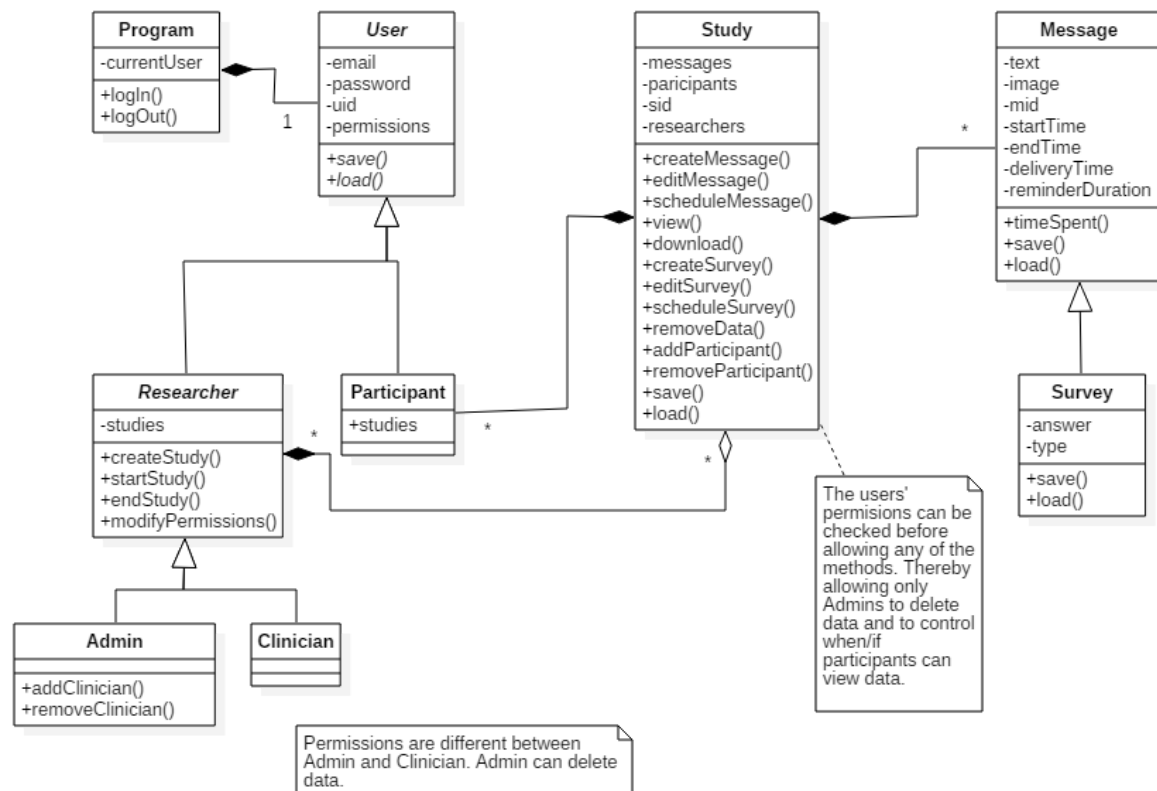 Program
-currentUser
+logIn()
+logOut()
1
User
-email
-password
-uid
-permissions
+save()
+load()
Study
-messages
-paricipants
-sid
-researchers
+createMessage()
+editMessage()
+scheduleMessage()
+view()
+download()
+createSurvey()
+editSurvey()
+scheduleSurvey()
+removeData()
+addParticipant()
+removeParticipant()
+save()
+load()
*
Message
-text
-image
-mid
-startTime
-endTime
-deliveryTime
-reminderDuration
+timeSpent()
+save()
+load()
Researcher
-studies
+createStudy()
+startStudy()
+endStudy()
+modifyPermissions()
*
Participant
+studies
*
*
Survey
-answer
-type
+save()
+load()
The users'
permisions can be
checked before
allowing any of the
methods. Thereby
allowing only
Admins to delete
data and to control
when/if
participants can
view data.
Admin
+addClinician()
+removeClinician()
Clinician
Permissions are different between
Admin and Clinician. Admin can delete
data.